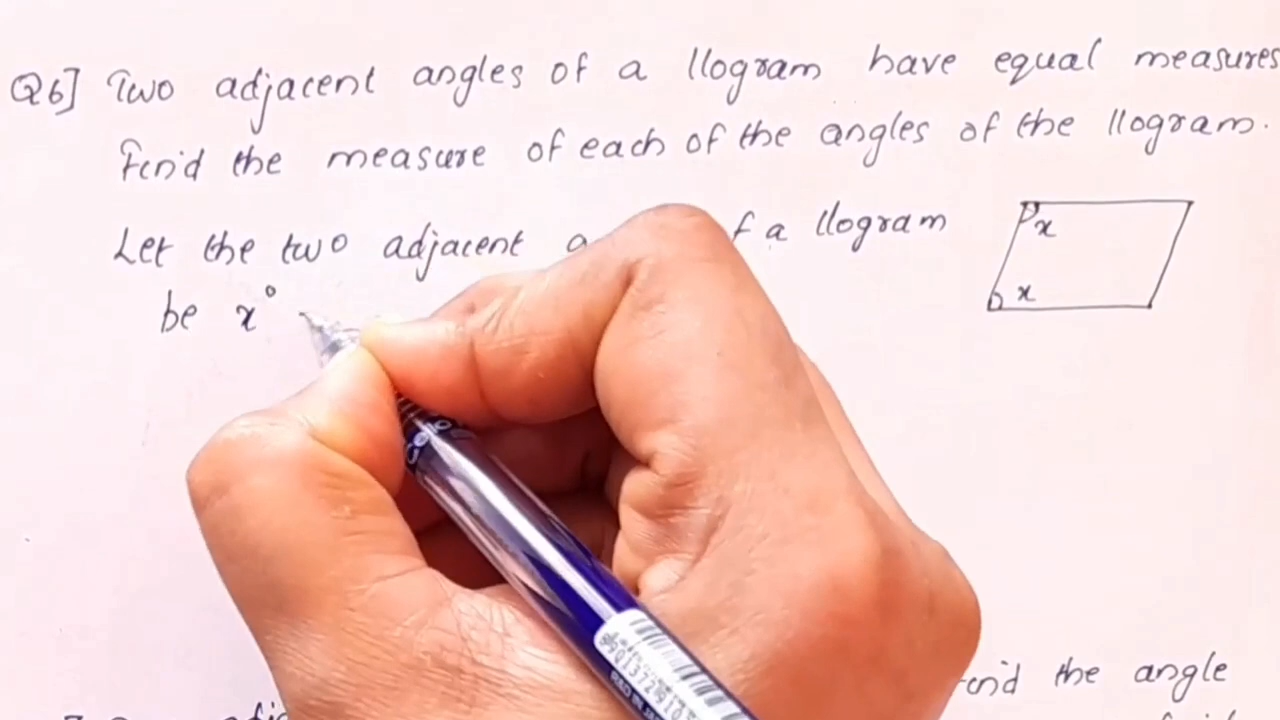 Q6] Two adjacent angles of a llogram have equal measures
Find the measure of each of the angles of the llogram.
Let the two adjacent a f a llogram
be x°
x
x
the angle